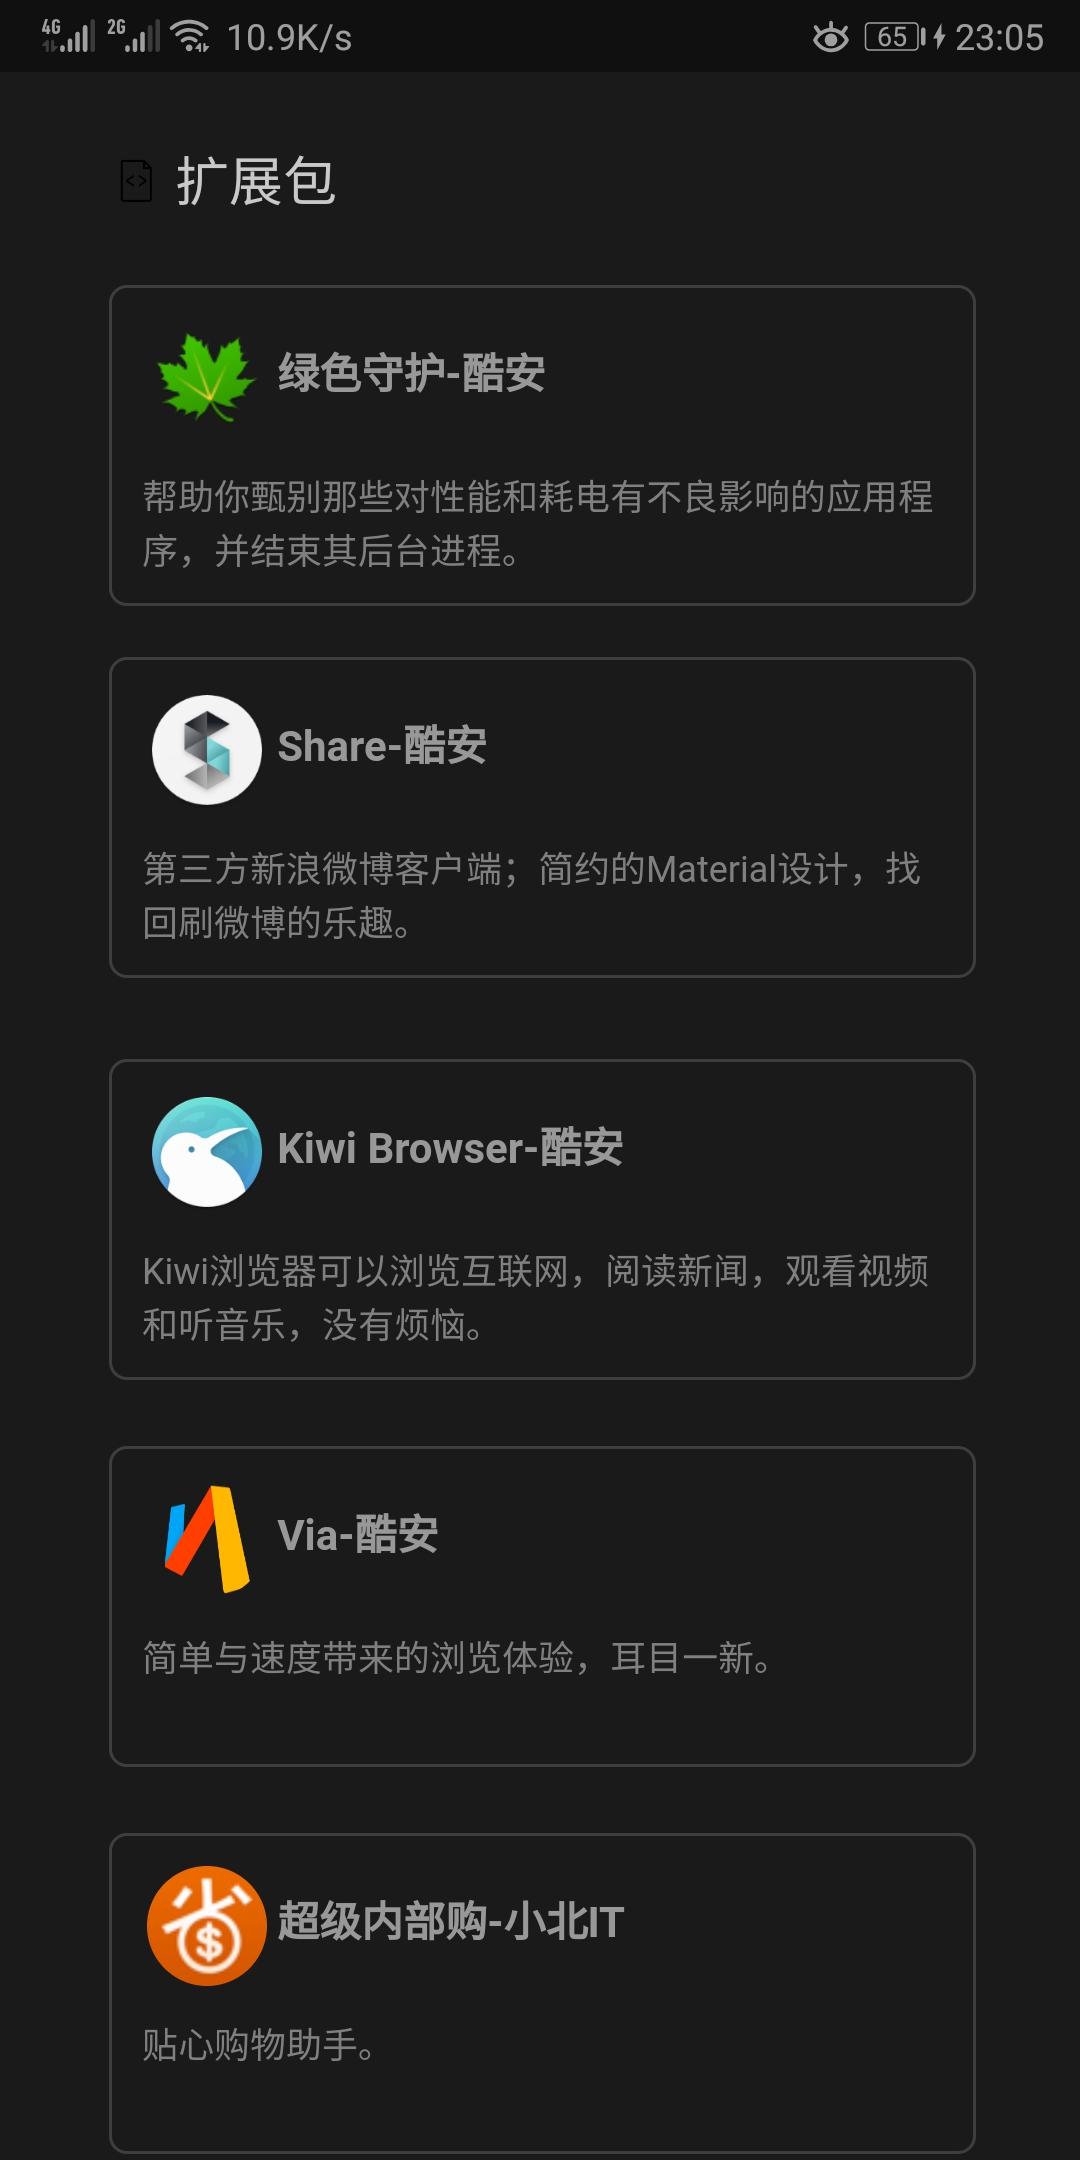 4G 2G 10.9K/s 65 23:05
<> 扩展包
绿色守护-酷安
帮助你甄别那些对性能和耗电有不良影响的应用程
序，并结束其后台进程。
Share-酷安
第三方新浪微博客户端；简约的Material设计，找
回刷微博的乐趣。
Kiwi Browser-酷安
Kiwi浏览器可以浏览互联网，阅读新闻，观看视频
和听音乐，没有烦恼。
Via-酷安
简单与速度带来的浏览体验，耳目一新。
省
$
超级内部购-小北IT
贴心购物助手。